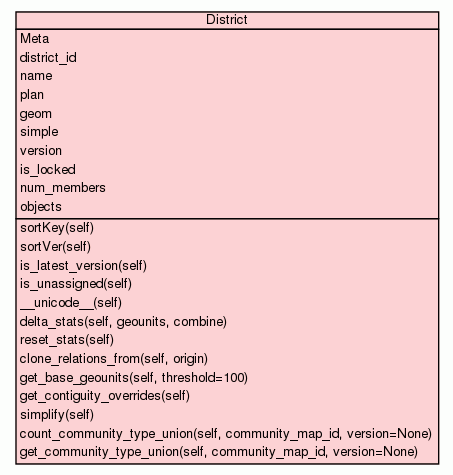 District
Meta
district_id
name
plan
geom
simple
version
is_locked
num_members
objects
sortKey(self)
sortVer(self)
is_latest_version(self)
is_unassigned(self)
__unicode__(self)
delta_stats(self, geounits, combine)
reset_stats(self)
clone_relations_from(self, origin)
get_base_geounits(self, threshold=100)
get_contiguity_overrides(self)
simplify(self)
count_community_type_union(self, community_map_id, version=None)
get_community_type_union(self, community_map_id, version=None)